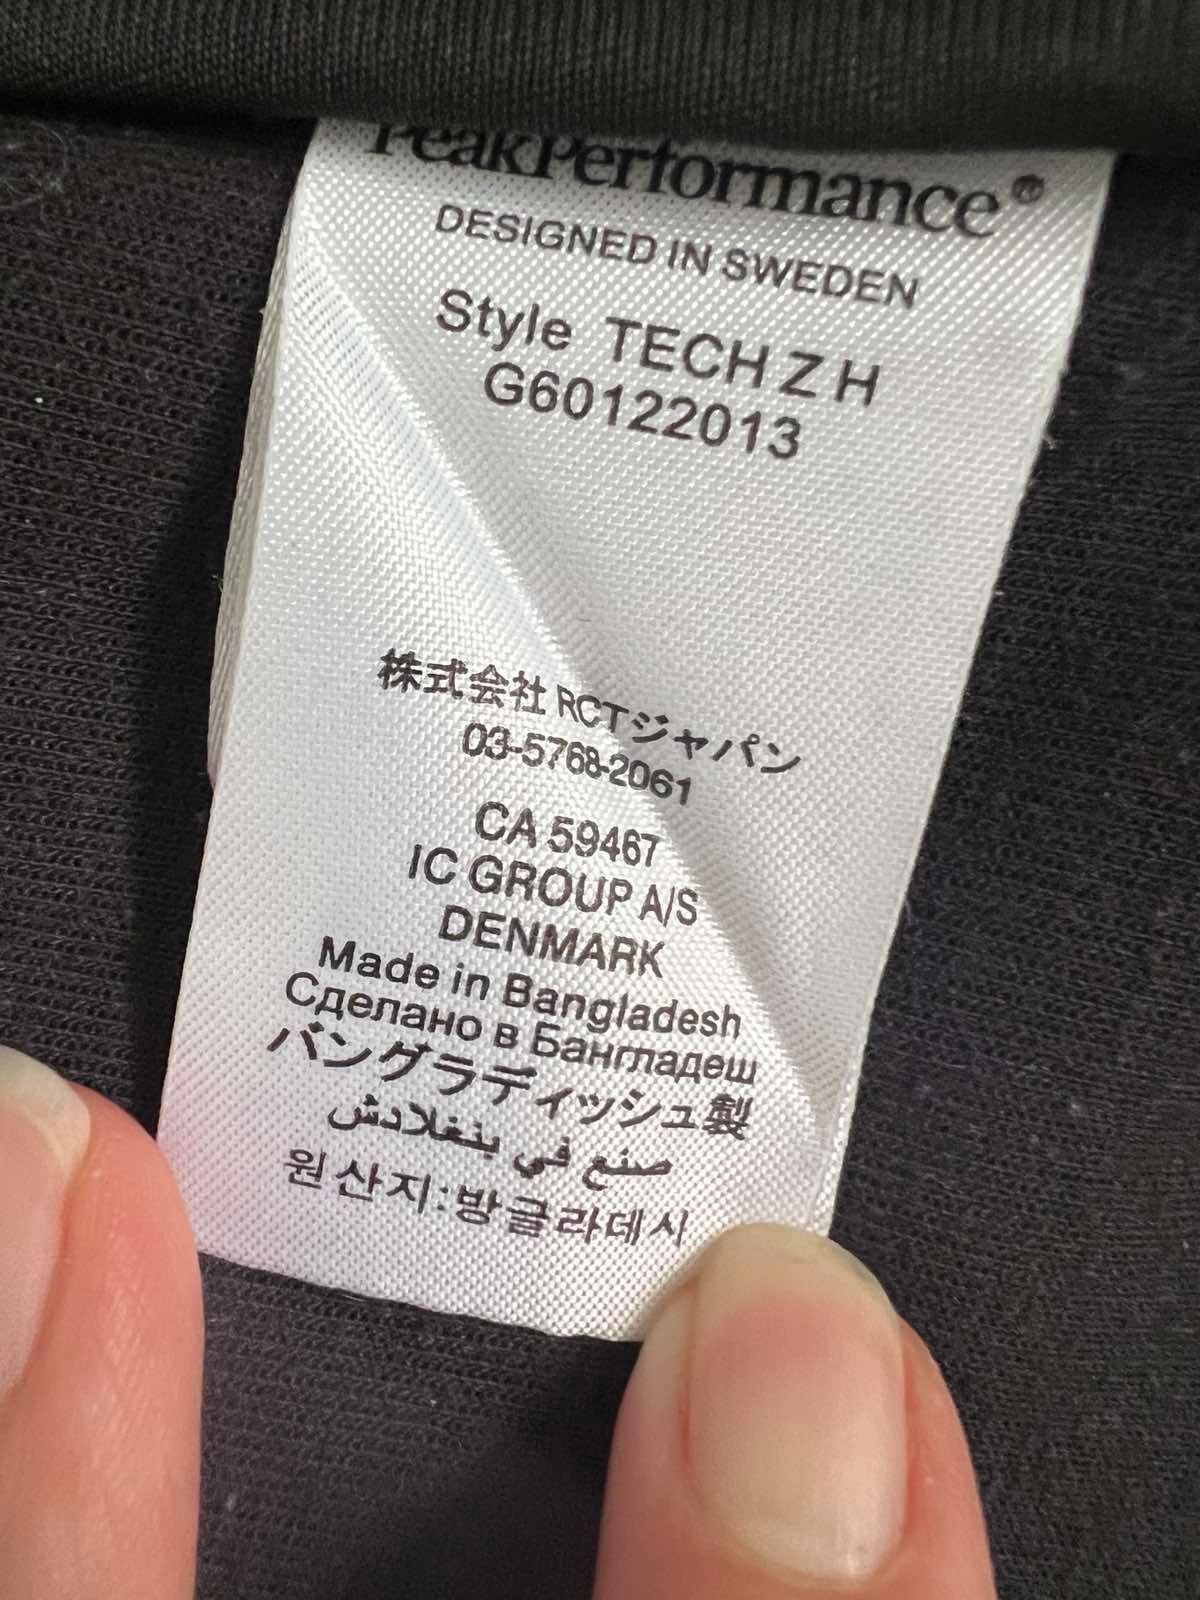 PeakPerformance®
DESIGNED IN SWEDEN
Style TECH Z H
G60122013
株式会社 RCTジャパン
03-5768-2061
CA 59467
IC GROUP A/S
DENMARK
Made in Bangladesh
Сделано в Бангладеш
バングラディッシュ製
صنع في بنغلادش
원산지:방글라데시